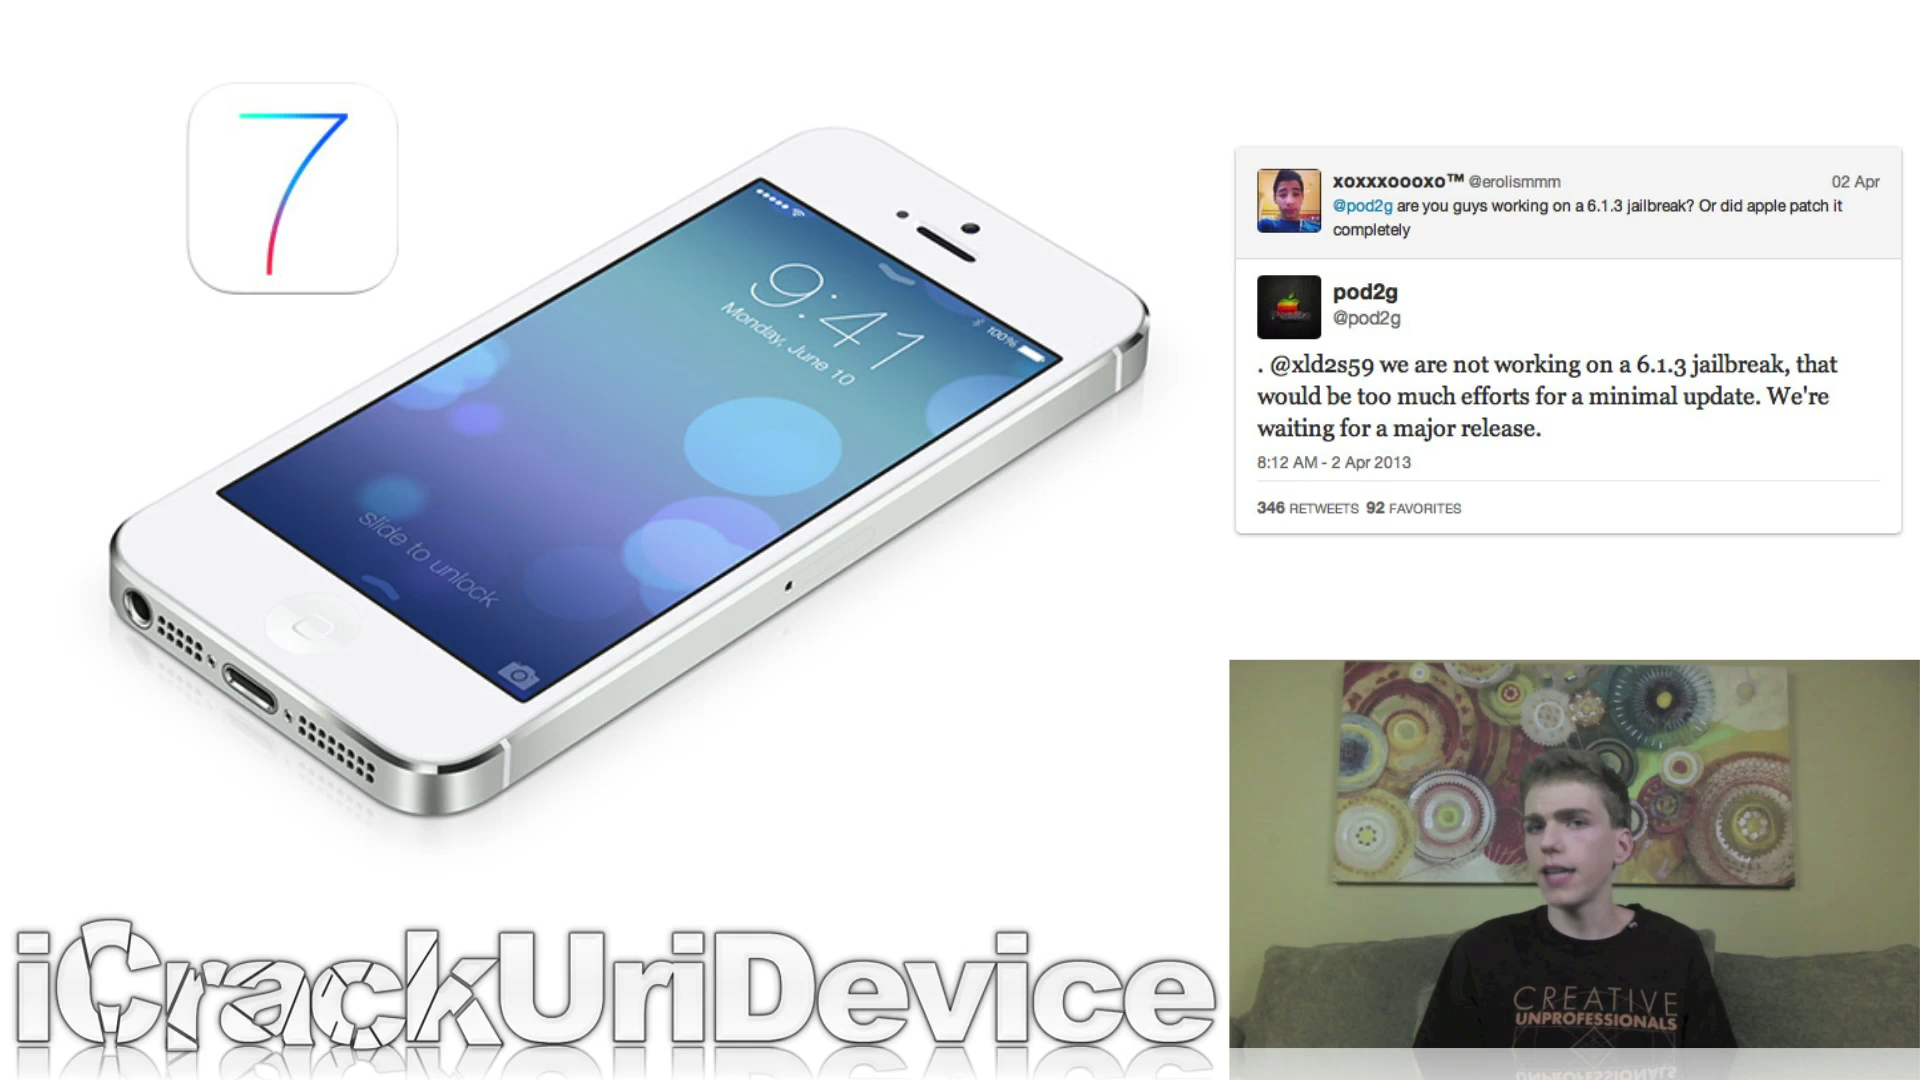 7
9:41
Monday, June 10
100%
slide to unlock
xoxxxoooxo™ @erolismmm 02 Apr
@pod2g are you guys working on a 6.1.3 jailbreak? Or did apple patch it
completely
pod2g
@pod2g
. @xld2s59 we are not working on a 6.1.3 jailbreak, that
would be too much efforts for a minimal update. We're
waiting for a major release.
8:12 AM - 2 Apr 2013
346 RETWEETS 92 FAVORITES
iCrackUriDevice
CREATIVE
UNPROFESSIONALS